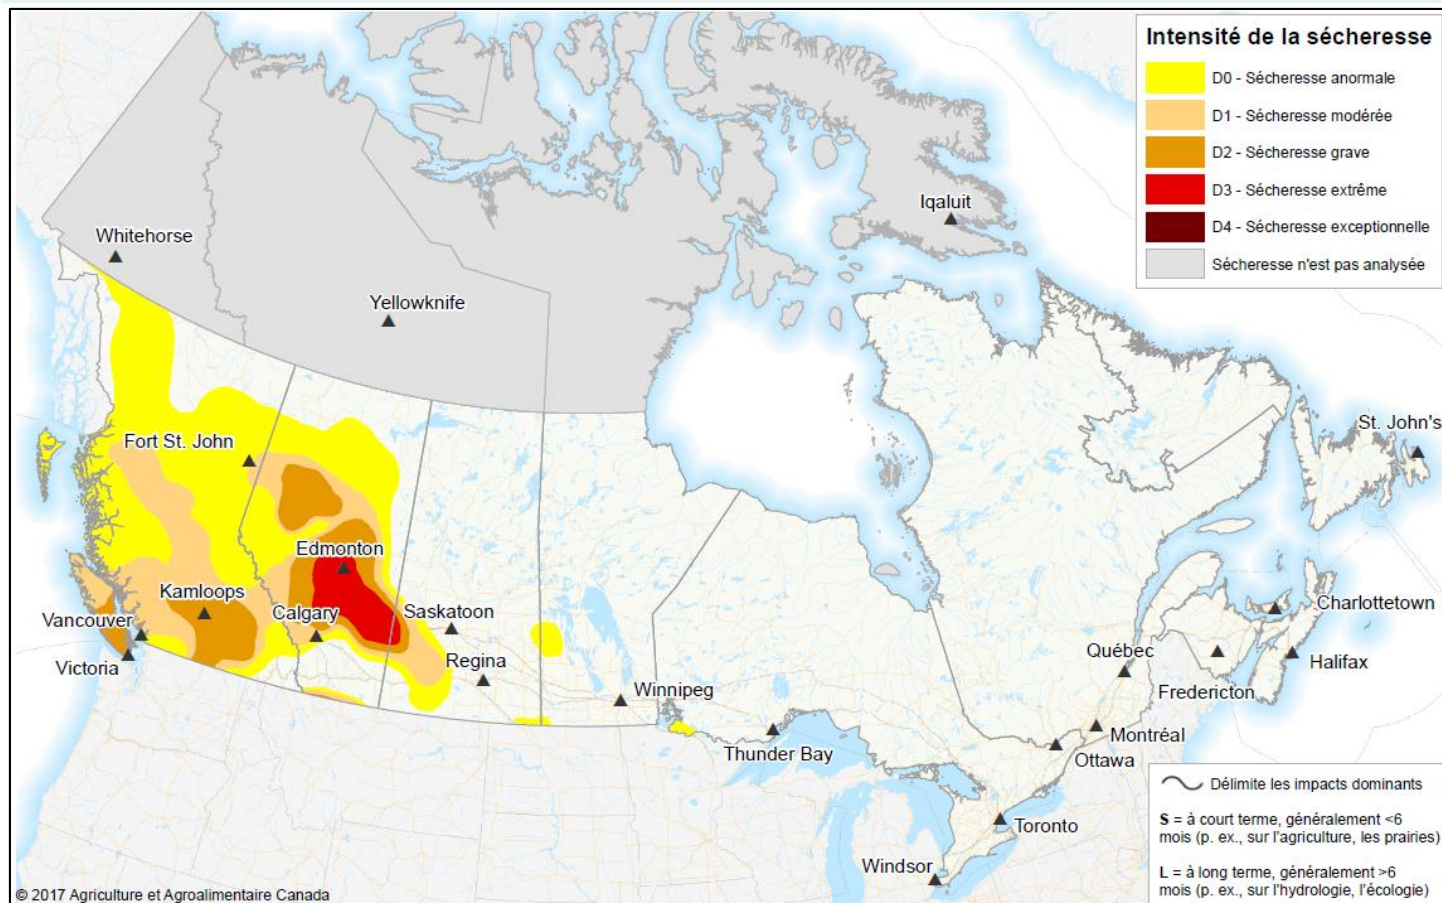 Intensité de la sécheresse
D0 - Sécheresse anormale
D1 - Sécheresse modérée
D2 - Sécheresse grave
D3 - Sécheresse extrême
D4 - Sécheresse exceptionnelle
Sécheresse n'est pas analysée
Iqaluit
Whitehorse
Yellowknife
St. John's
Fort St. John
Edmonton
Kamloops
Calgary
Saskatoon
Vancouver
Charlottetown
Victoria
Regina
Québec
Halifax
Winnipeg
Fredericton
Thunder Bay
Montréal
Ottawa
Toronto
Windsor
Délimite les impacts dominants
S = à court terme, généralement <6
mois (p. ex., sur l'agriculture, les prairies)
L = à long terme, généralement >6
mois (p. ex., sur l'hydrologie, l'écologie)
© 2017 Agriculture et Agroalimentaire Canada